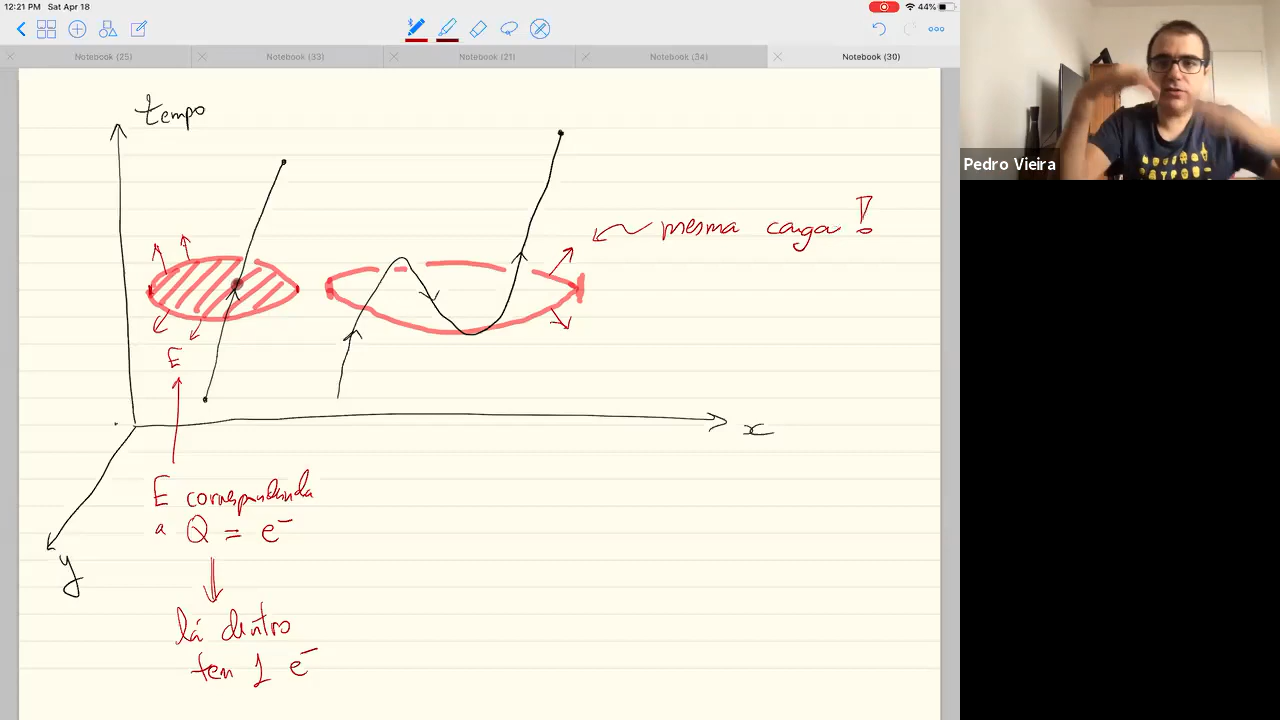 12:21 PM Sat Apr 18
44%
Notebook (25)
Notebook (33)
Notebook (21)
Notebook (34)
Notebook (30)
Pedro Vieira
tempo
mesma carga !
E
x
y
E correspondendo
a Q = e⁻
lá dentro
tem 1 e⁻